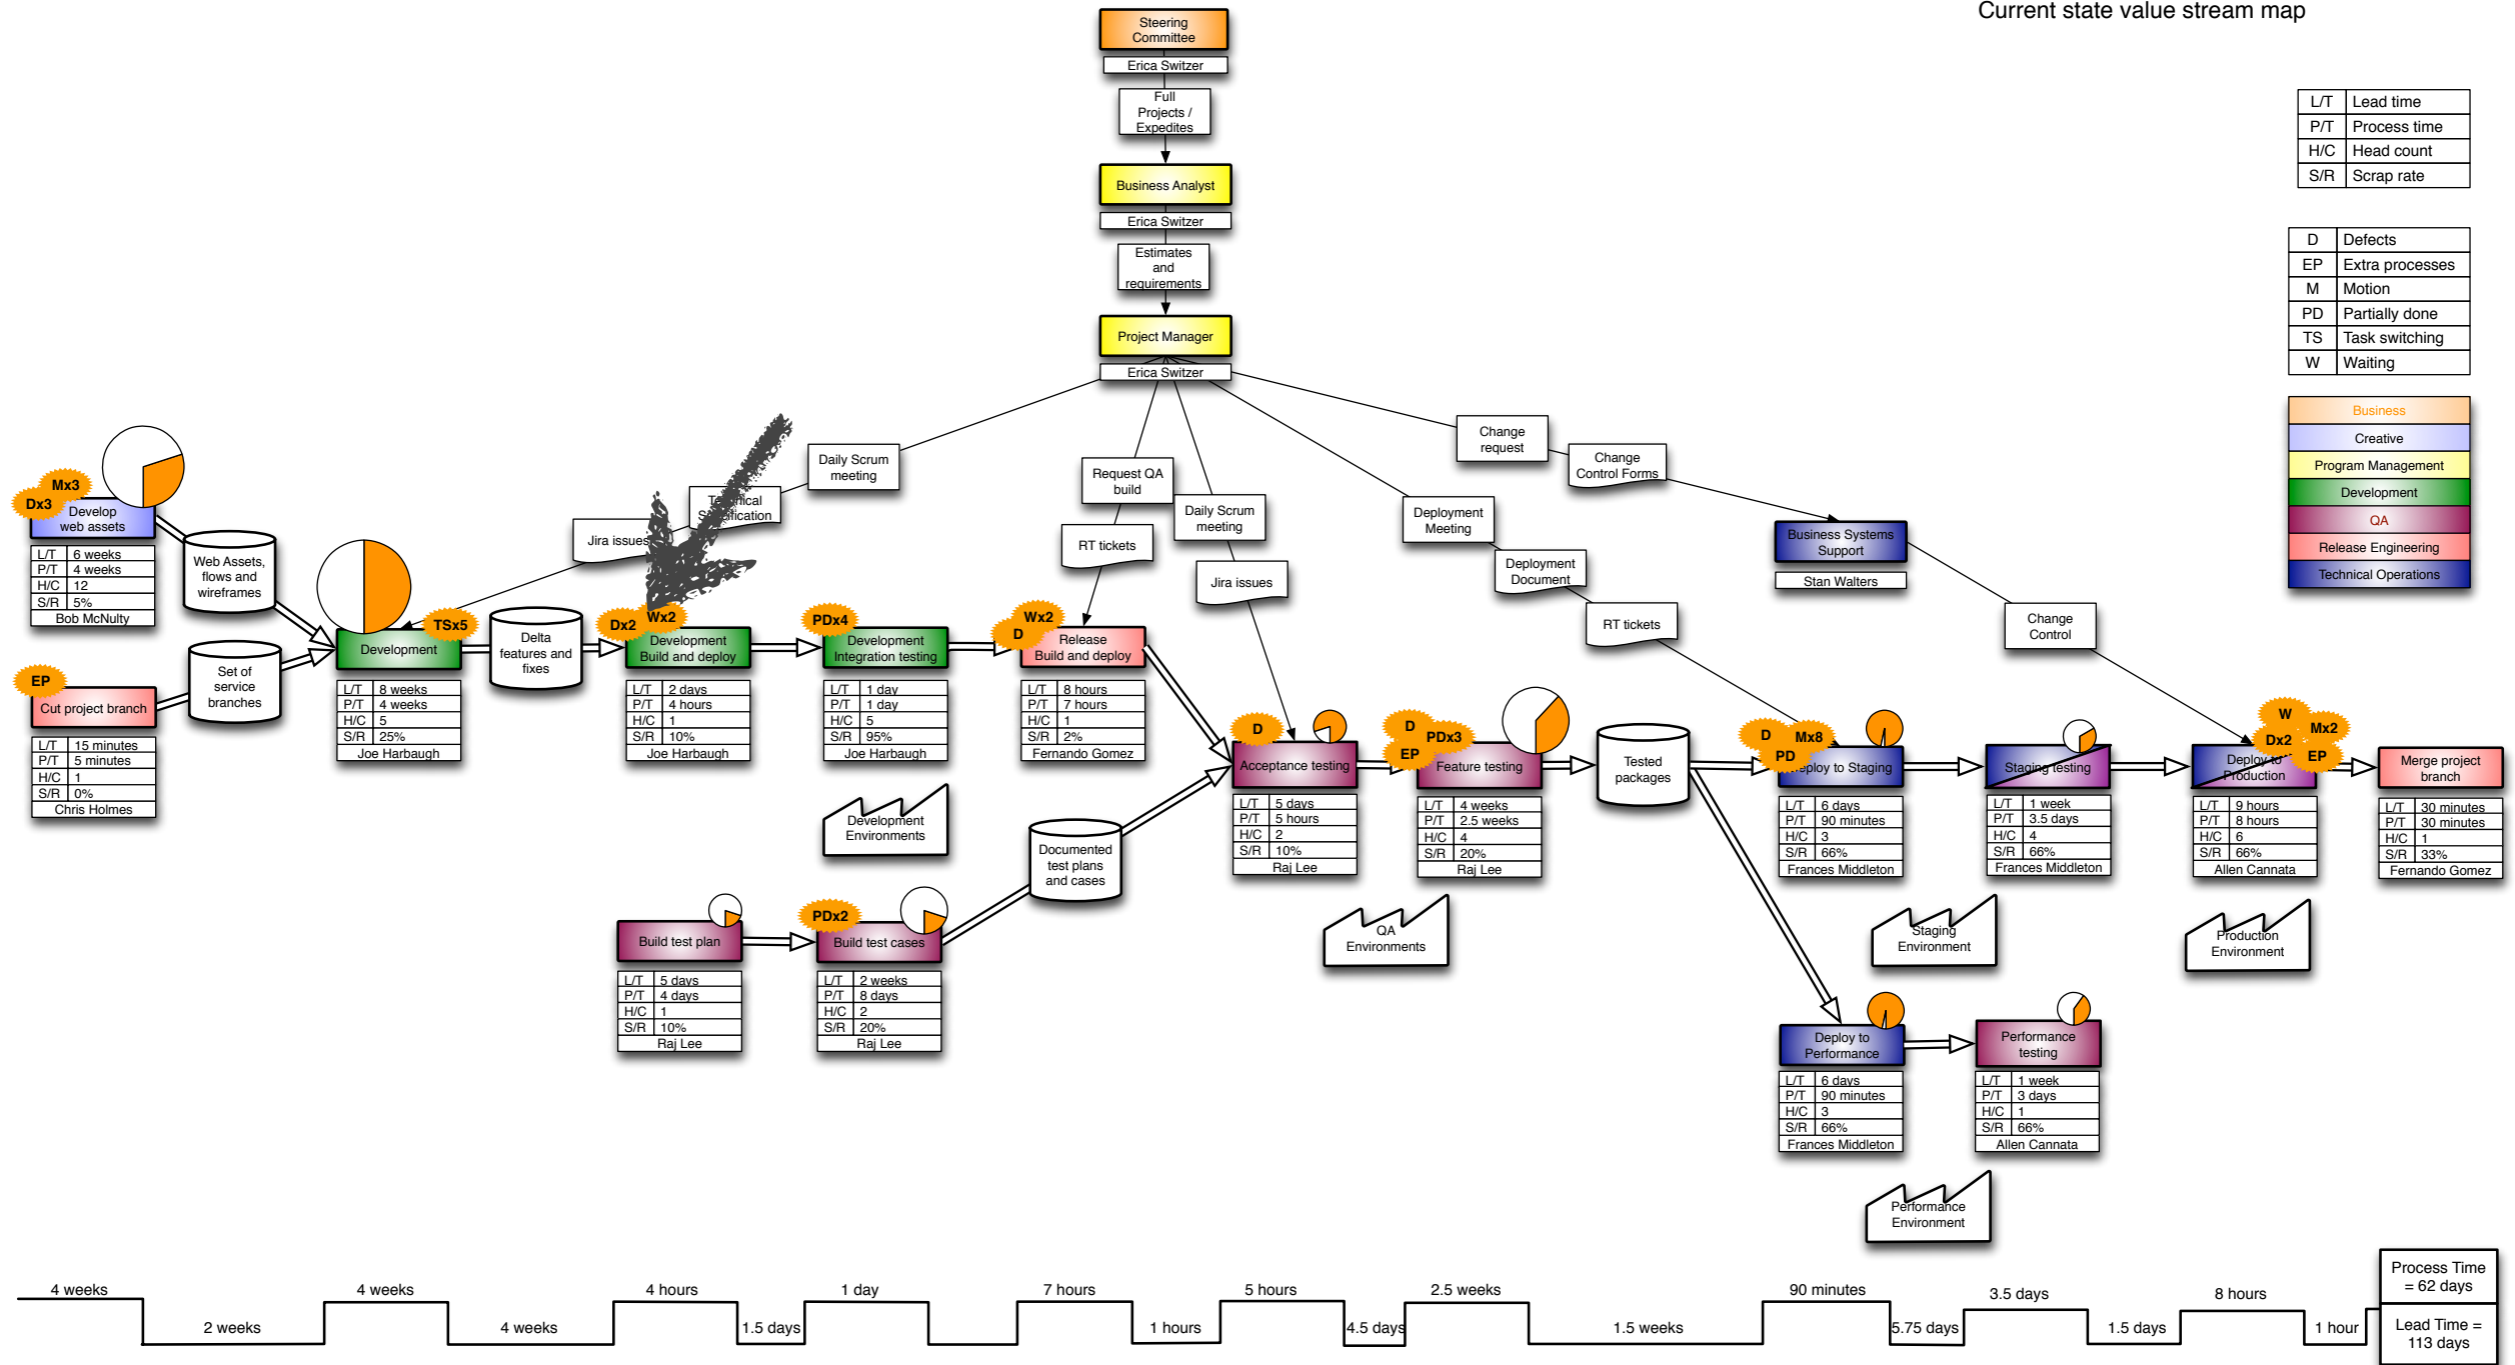 Current state value stream map
Steering
Committee
Erica Switzer
Full
Projects /
Expedites
Business Analyst
Erica Switzer
Estimates
and
requirements
Project Manager
Erica Switzer
L/T Lead time
P/T Process time
H/C Head count
S/R Scrap rate
D Defects
EP Extra processes
M Motion
PD Partially done
TS Task switching
W Waiting
Business
Creative
Program Management
Development
QA
Release Engineering
Technical Operations
Daily Scrum
meeting
Jira issues
Request QA
build
RT tickets
Daily Scrum
meeting
Jira issues
Deployment
Meeting
Deployment
Document
RT tickets
Change
request
Change
Control Forms
Business Systems
Support
Stan Walters
Change
Control
Mx3
Dx3
Develop
web assets
L/T 6 weeks
P/T 4 weeks
H/C 12
S/R 5%
Bob McNulty
Web Assets,
flows and
wireframes
EP
Cut project branch
L/T 15 minutes
P/T 5 minutes
H/C 1
S/R 0%
Chris Holmes
Set of
service
branches
TSx5
Development
L/T 8 weeks
P/T 4 weeks
H/C 5
S/R 25%
Joe Harbaugh
Delta
features and
fixes
Dx2
Wx2
Development
Build and deploy
L/T 2 days
P/T 4 hours
H/C 1
S/R 10%
Joe Harbaugh
PDx4
Development
Integration testing
L/T 1 day
P/T 1 day
H/C 5
S/R 95%
Joe Harbaugh
Development
Environments
Wx2
D
Release
Build and deploy
L/T 8 hours
P/T 7 hours
H/C 1
S/R 2%
Fernando Gomez
Build test plan
L/T 5 days
P/T 4 days
H/C 1
S/R 10%
Raj Lee
PDx2
Build test cases
L/T 2 weeks
P/T 8 days
H/C 2
S/R 20%
Raj Lee
Documented
test plans
and cases
D
Acceptance testing
L/T 5 days
P/T 5 hours
H/C 2
S/R 10%
Raj Lee
D
PDx3
EP
Feature testing
L/T 4 weeks
P/T 2.5 weeks
H/C 4
S/R 20%
Raj Lee
QA
Environments
Tested
packages
D
Mx8
PD
to Staging
L/T 6 days
P/T 90 minutes
H/C 3
S/R 66%
Frances Middleton
Staging testing
L/T 1 week
P/T 3.5 days
H/C 4
S/R 66%
Frances Middleton
Staging
Environment
W
Mx2
Dx2
EP
Deploy to
Production
L/T 9 hours
P/T 8 hours
H/C 6
S/R 66%
Allen Cannata
Production
Environment
Merge project
branch
L/T 30 minutes
P/T 30 minutes
H/C 1
S/R 33%
Fernando Gomez
Deploy to
Performance
L/T 6 days
P/T 90 minutes
H/C 3
S/R 66%
Frances Middleton
Performance
testing
L/T 1 week
P/T 3 days
H/C 1
S/R 66%
Allen Cannata
Performance
Environment
4 weeks
2 weeks
4 weeks
4 weeks
4 hours
1.5 days
1 day
7 hours
1 hours
5 hours
4.5 days
2.5 weeks
1.5 weeks
90 minutes
5.75 days
3.5 days
1.5 days
8 hours
1 hour
Process Time
= 62 days
Lead Time =
113 days